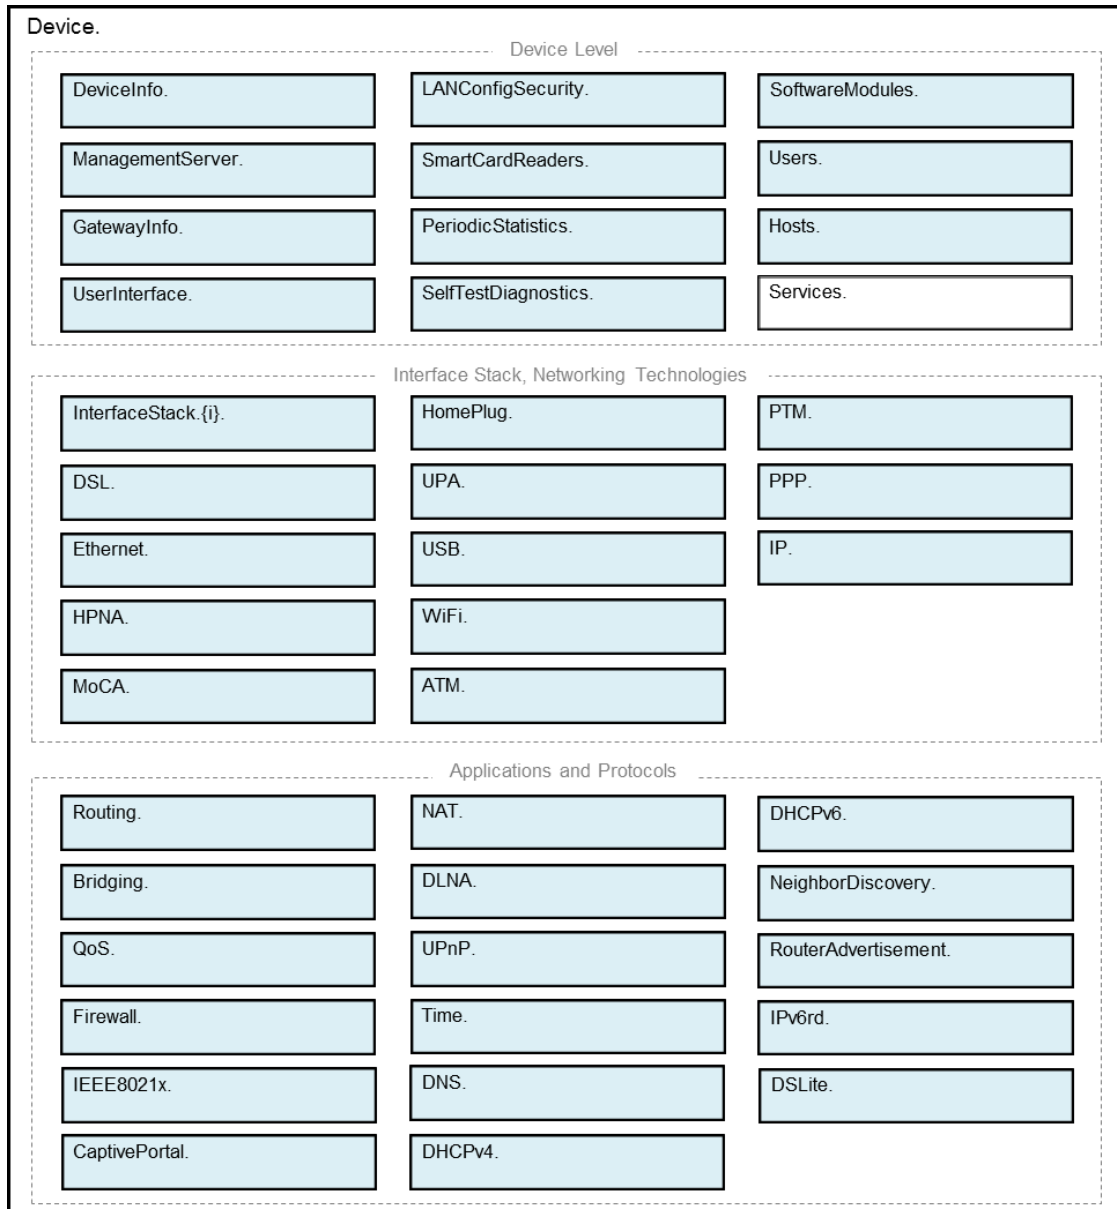 Device.
Device Level
DeviceInfo.
LANConfigSecurity.
SoftwareModules.
ManagementServer.
SmartCardReaders.
Users.
GatewayInfo.
PeriodicStatistics.
Hosts.
UserInterface.
SelfTestDiagnostics.
Services.
Interface Stack, Networking Technologies
InterfaceStack.{i}.
HomePlug.
PTM.
DSL.
UPA.
PPP.
Ethernet.
USB.
IP.
HPNA.
WiFi.
MoCA.
ATM.
Applications and Protocols
Routing.
NAT.
DHCPv6.
Bridging.
DLNA.
NeighborDiscovery.
QoS.
UPnP.
RouterAdvertisement.
Firewall.
Time.
IPv6rd.
IEEE8021x.
DNS.
DSLite.
CaptivePortal.
DHCPv4.